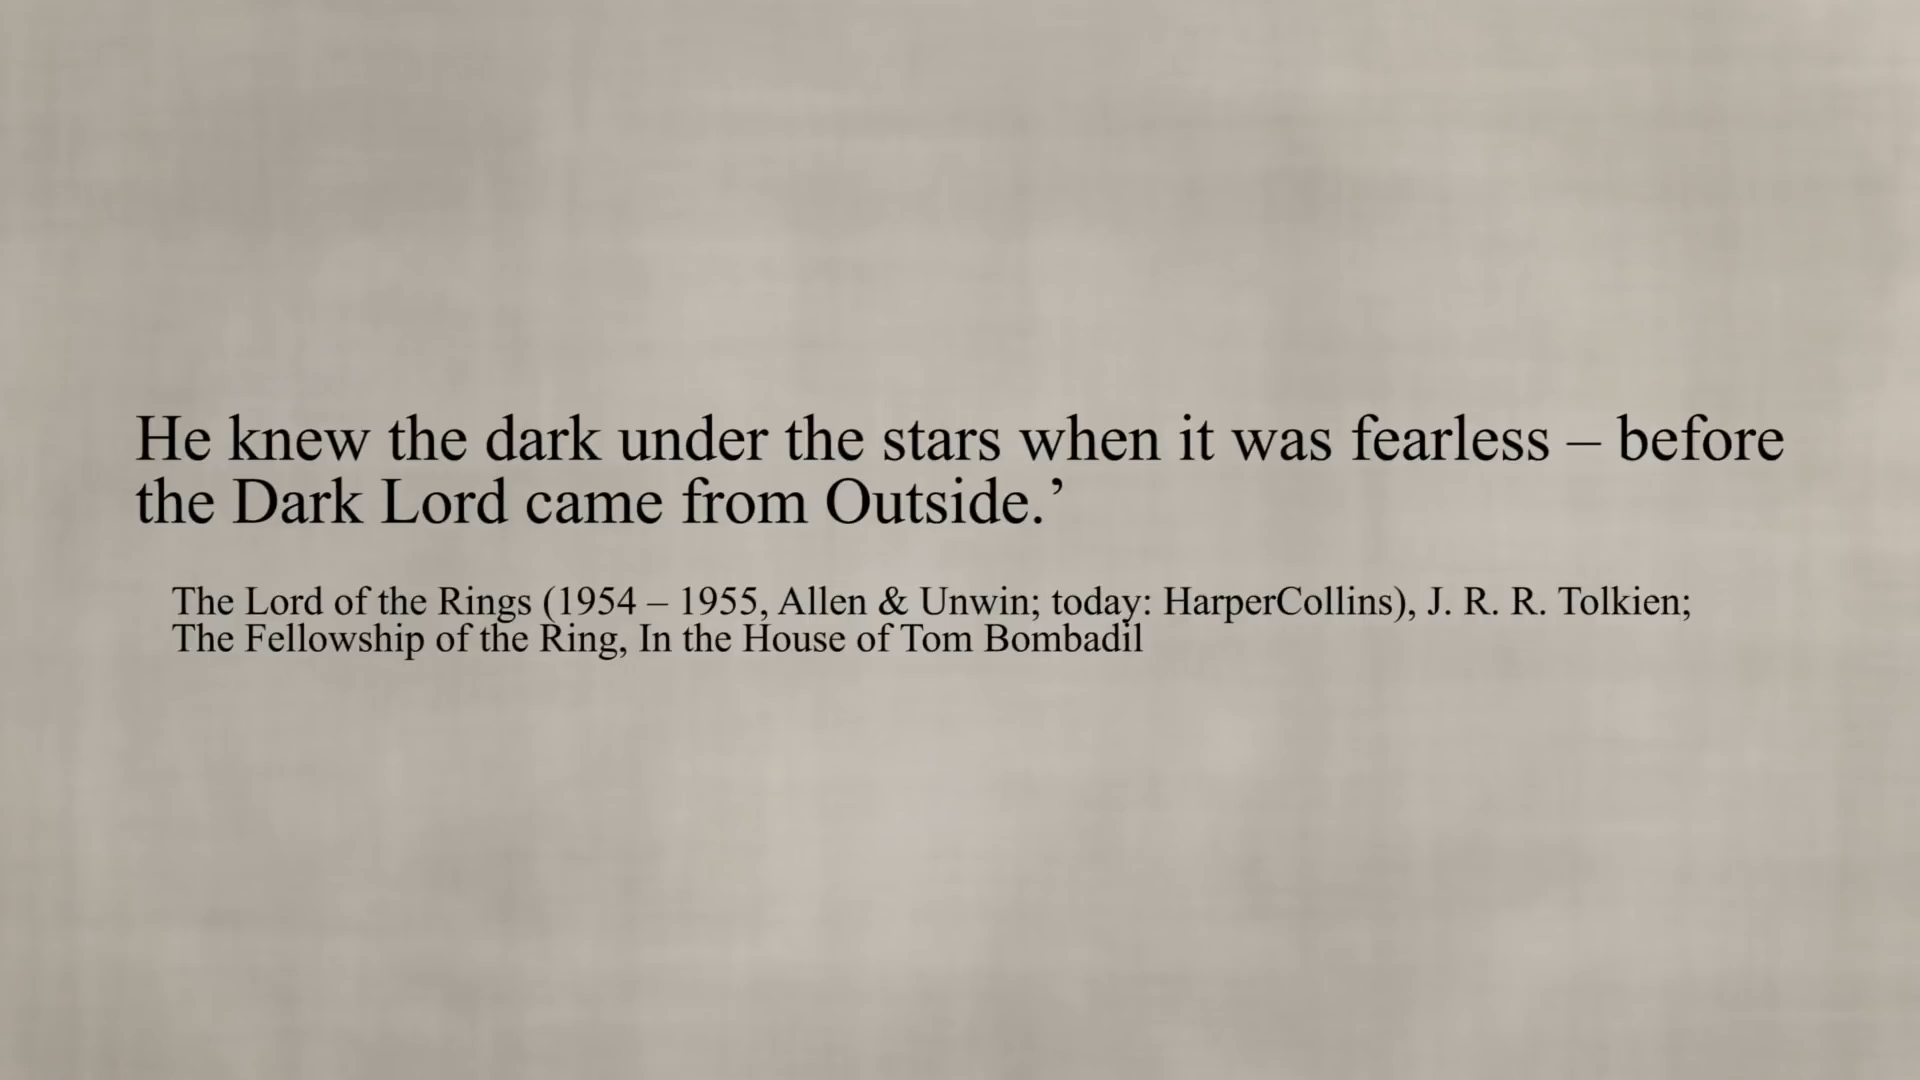 He knew the dark under the stars when it was fearless – before
the Dark Lord came from Outside.’
The Lord of the Rings (1954 – 1955, Allen & Unwin; today: HarperCollins), J. R. R. Tolkien;
The Fellowship of the Ring, In the House of Tom Bombadil